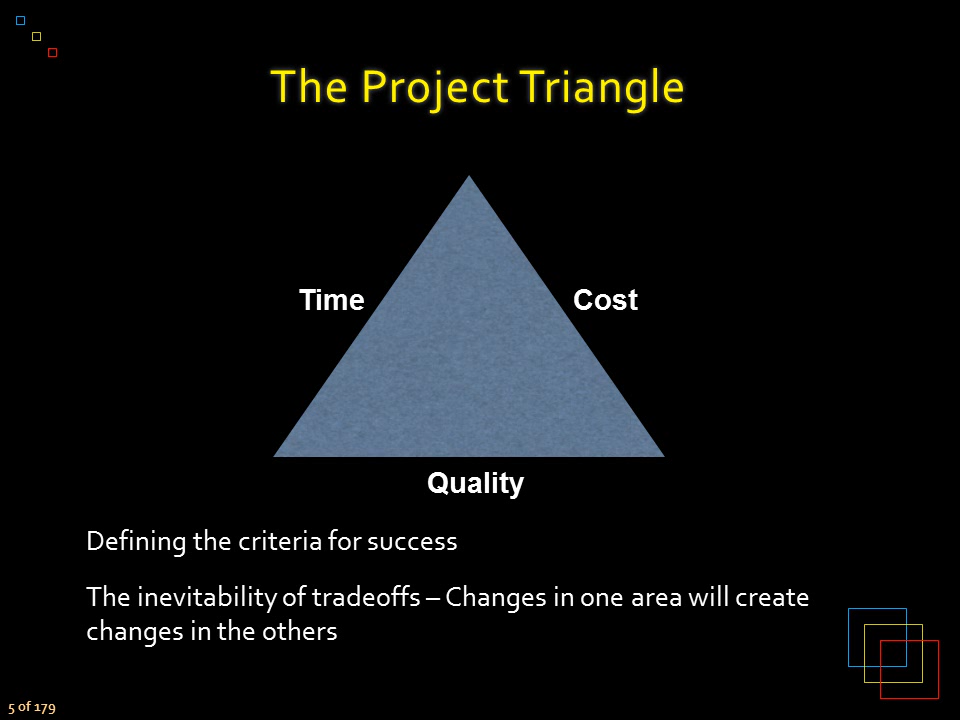 The Project Triangle
Time
Cost
Quality
Defining the criteria for success
The inevitability of tradeoffs – Changes in one area will create
changes in the others
5 of 179